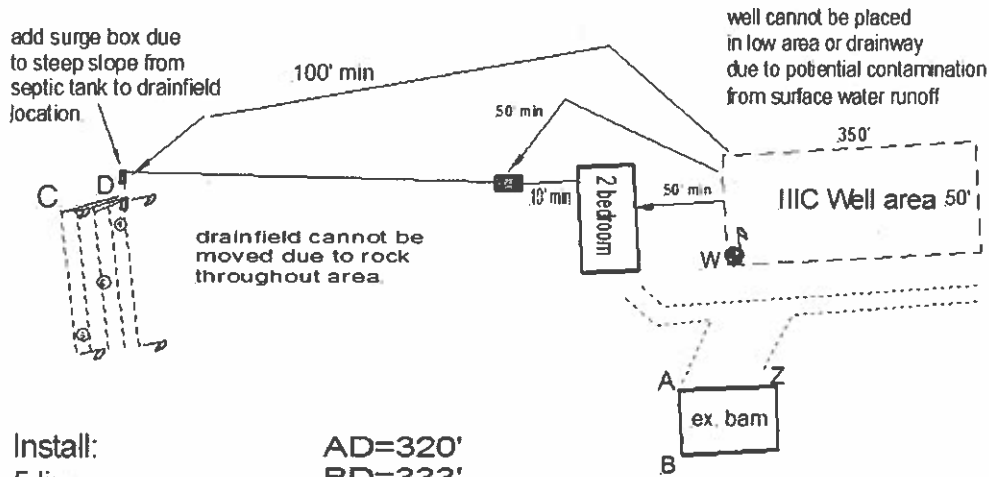 add surge box due
to steep slope from
septic tank to drainfield
location
100' min
50' min
well cannot be placed
in low area or drainway
due to potiential contamination
from surface water runoff
350'
C
D
10' min
2 bedroom
50' min
IIIC Well area
50'
W
drainfield cannot be
moved due to rock
throughout area
A
Z
ex. barn
B
Install:
AD=320'
BD=333'